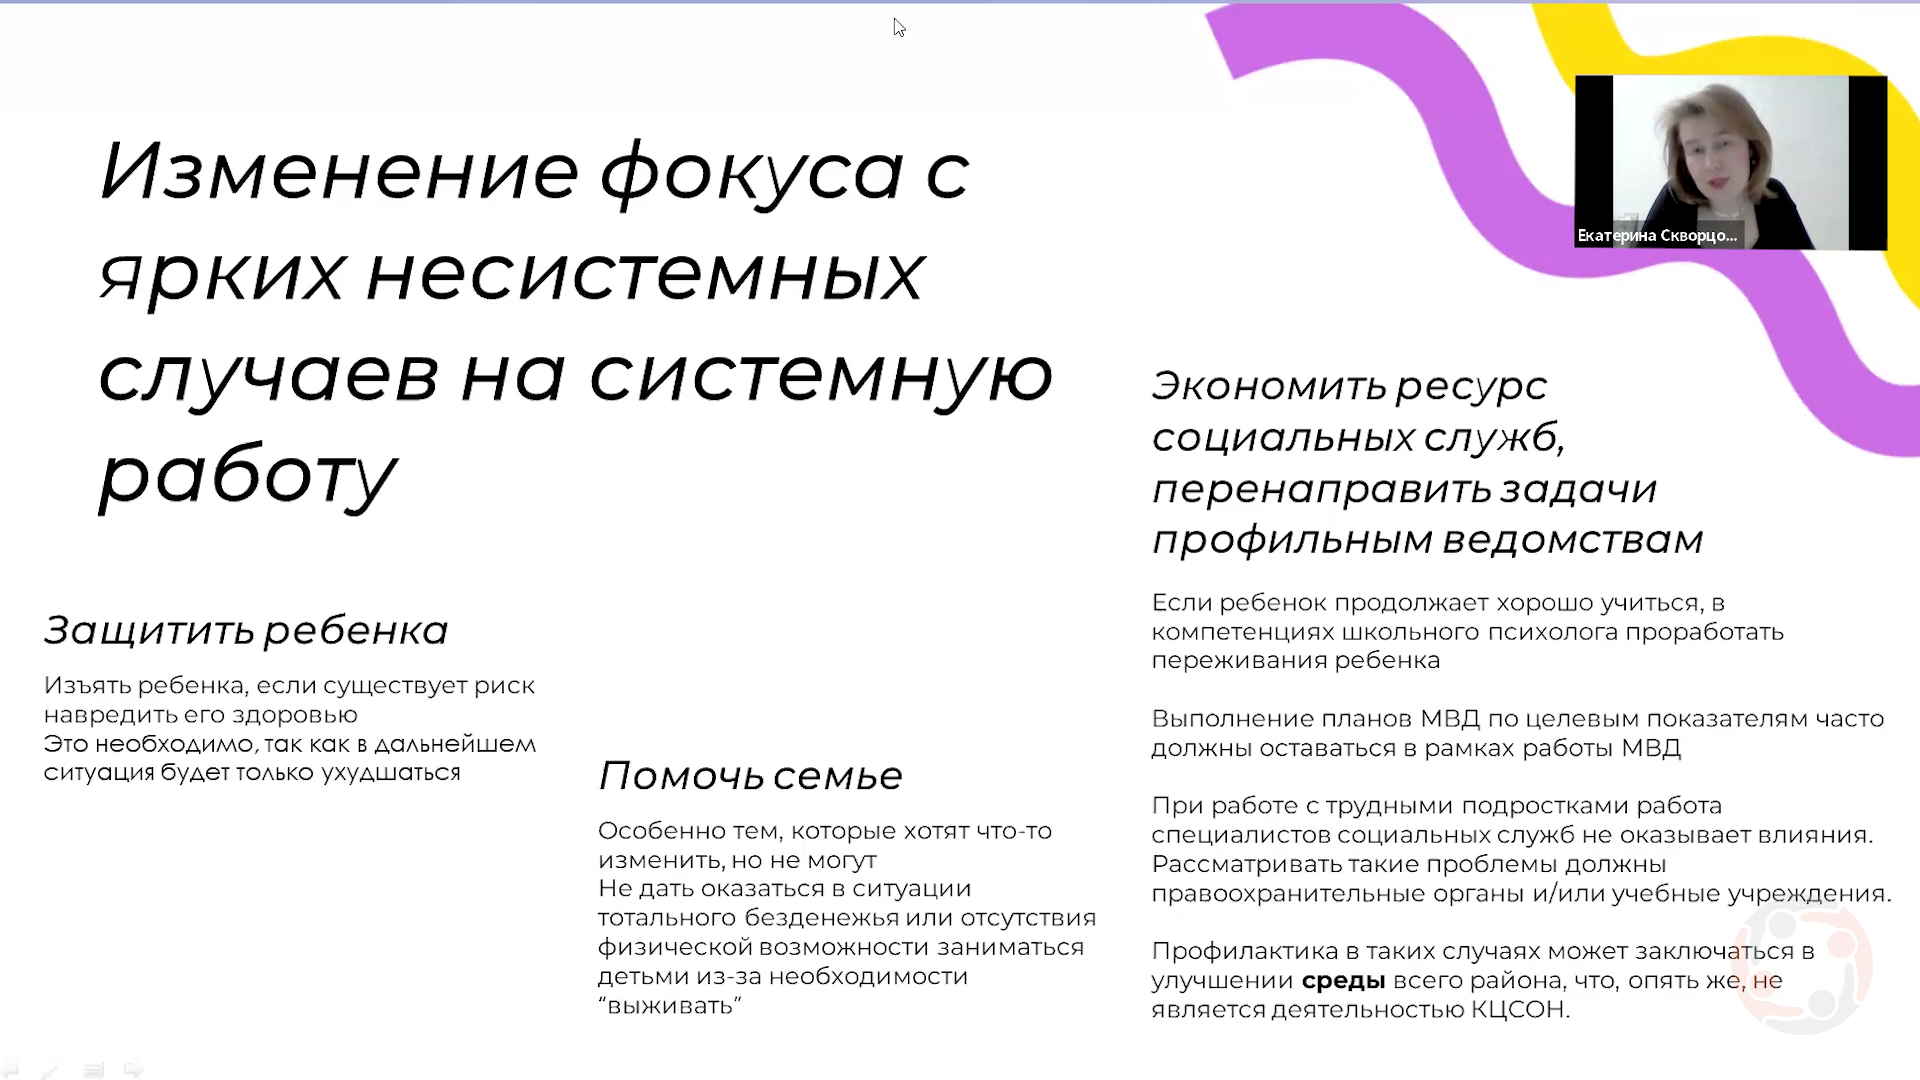 Изменение фокуса с
ярких несистемных
случаев на системную
работу
Екатерина Скворцо...
Защитить ребенка
Изъять ребенка, если существует риск
навредить его здоровью
Это необходимо, так как в дальнейшем
ситуация будет только ухудшаться
Помочь семье
Особенно тем, которые хотят что-то
изменить, но не могут
Не дать оказаться в ситуации
тотального безденежья или отсутствия
физической возможности заниматься
детьми из-за необходимости
“выживать”
Экономить ресурс
социальных служб,
перенаправить задачи
профильным ведомствам
Если ребенок продолжает хорошо учиться, в
компетенциях школьного психолога проработать
переживания ребенка
Выполнение планов МВД по целевым показателям часто
должны оставаться в рамках работы МВД
При работе с трудными подростками работа
специалистов социальных служб не оказывает влияния.
Рассматривать такие проблемы должны
правоохранительные органы и/или учебные учреждения.
Профилактика в таких случаях может заключаться в
улучшении среды всего района, что, опять же, не
является деятельностью КЦСОН.